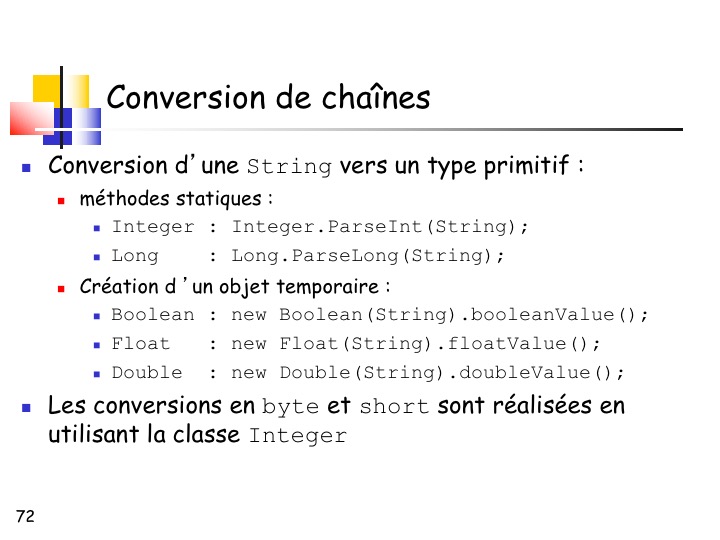 Conversion de chaînes
Conversion d’une String vers un type primitif :
méthodes statiques :
Integer : Integer.ParseInt(String);
Long : Long.ParseLong(String);
Création d ’un objet temporaire :
Boolean : new Boolean(String).booleanValue();
Float : new Float(String).floatValue();
Double : new Double(String).doubleValue();
Les conversions en byte et short sont réalisées en
utilisant la classe Integer
72